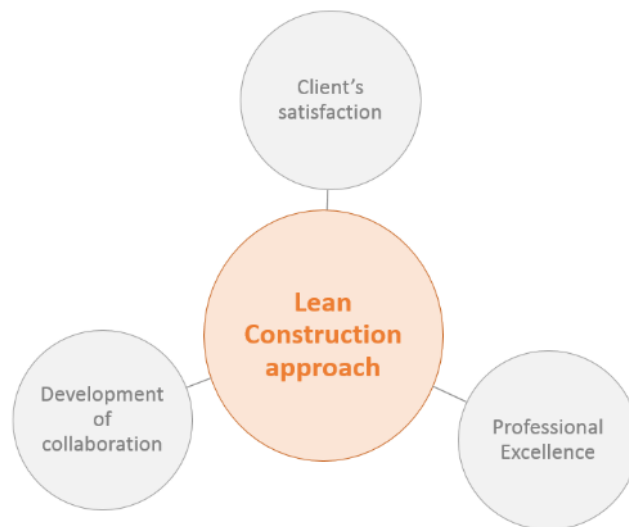 Client's
satisfaction
Lean
Construction
approach
Development
of
collaboration
Professional
Excellence